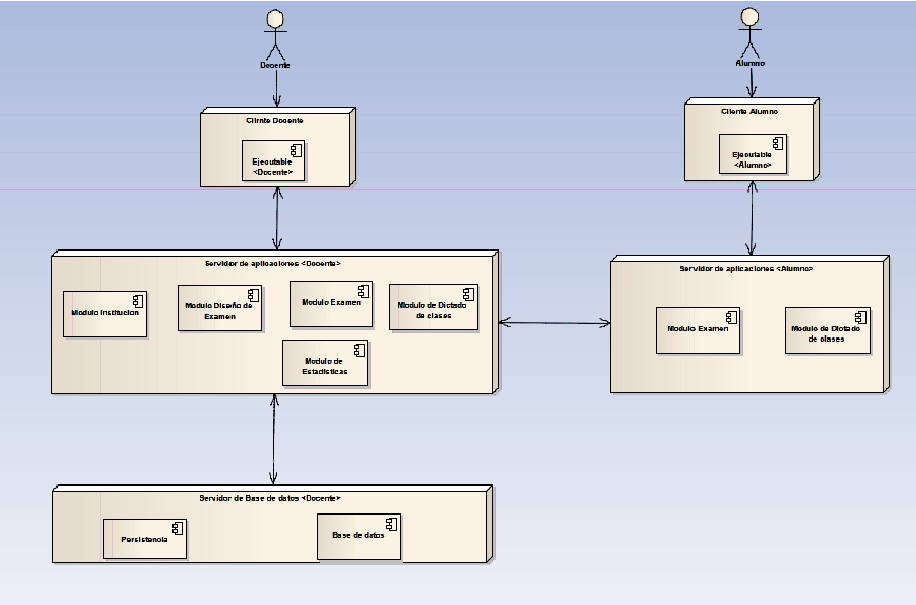 Docente
Alumno
Cliente Docente
Ejecutable
<Docente>
Cliente Alumno
Ejecutable
<Alumno>
Servidor de aplicaciones <Docente>
Modulo Institucion
Modulo Diseño de
Examein
Modulo Examen
Modulo de Dictado
de clases
Modulo de
Estadisticas
Servidor de aplicaciones <Alumno>
Modulo Examen
Modulo de Dictado
de clases
Servidor de Base de datos <Docente>
Persistencia
Base de datos